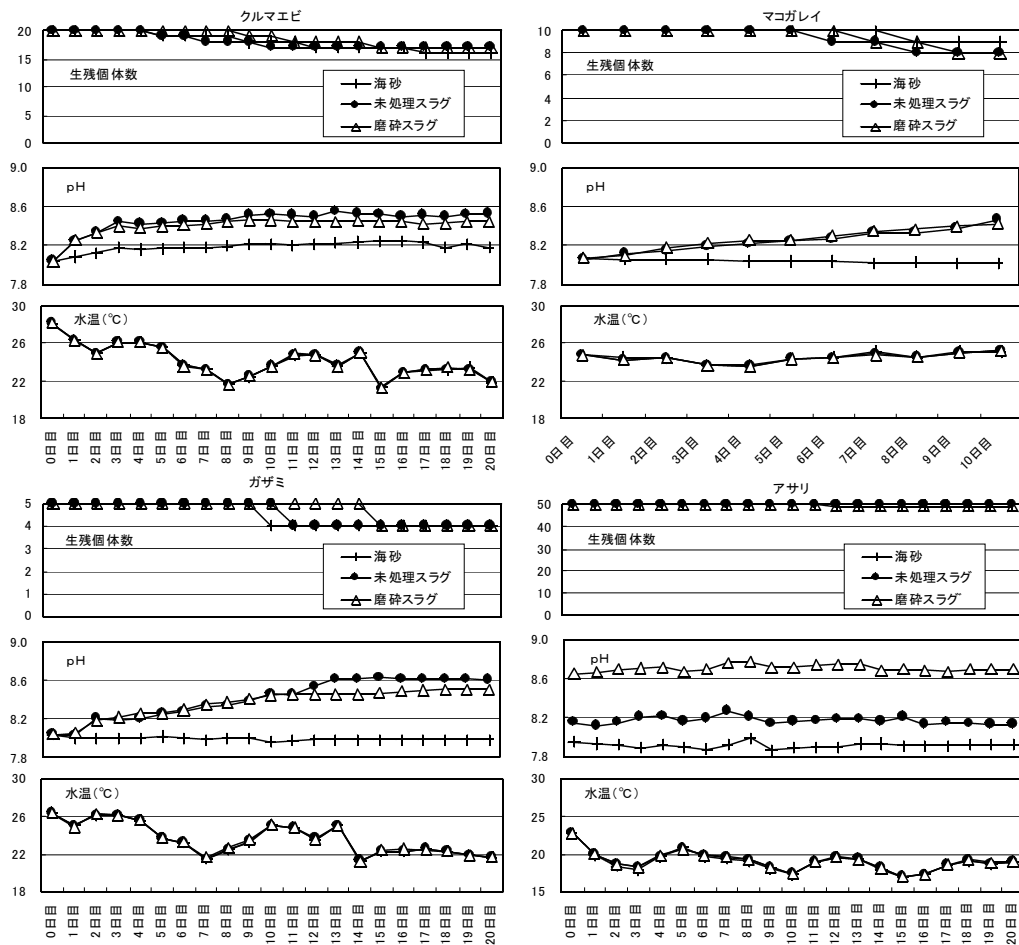 クルマエビ
20
15
10
5
0
生残個体数
海砂
未処理スラグ
磨砕スラグ
9.0
8.6
8.2
7.8
pH
30
26
22
18
水温(℃)
0日目
1日目
2日目
3日目
4日目
5日目
6日目
7日目
8日目
9日目
10日目
11日目
12日目
13日目
14日目
15日目
16日目
17日目
18日目
19日目
20日目
マコガレイ
10
8
6
4
2
0
生残個体数
海砂
未処理スラグ
磨砕スラグ
9.0
8.6
8.2
7.8
pH
30
26
22
18
水温(℃)
0日目
1日目
2日目
3日目
4日目
5日目
6日目
7日目
8日目
9日目
10日目
ガザミ
5
4
3
2
1
0
生残個体数
海砂
未処理スラグ
磨砕スラグ
9.0
8.6
8.2
7.8
pH
30
26
22
18
水温(℃)
0日目
1日目
2日目
3日目
4日目
5日目
6日目
7日目
8日目
9日目
10日目
11日目
12日目
13日目
14日目
15日目
16日目
17日目
18日目
19日目
20日目
アサリ
50
40
30
20
10
0
生残個体数
海砂
未処理スラグ
磨砕スラグ
9.0
8.6
8.2
7.8
pH
30
25
20
15
水温(℃)
0日目
1日目
2日目
3日目
4日目
5日目
6日目
7日目
8日目
9日目
10日目
11日目
12日目
13日目
14日目
15日目
16日目
17日目
18日目
19日目
20日目